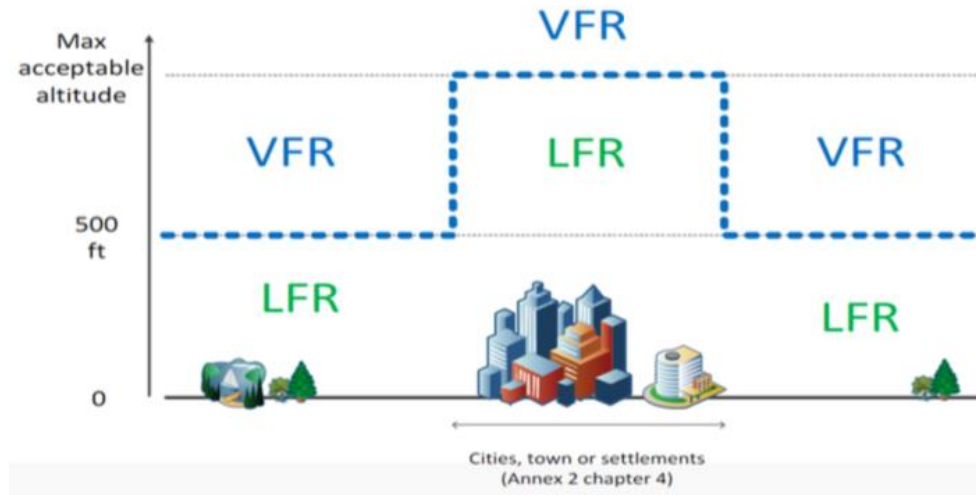 VFR
Max
acceptable
altitude
VFR
LFR
VFR
500
ft
LFR
LFR
0
Cities, town or settlements
(Annex 2 chapter 4)